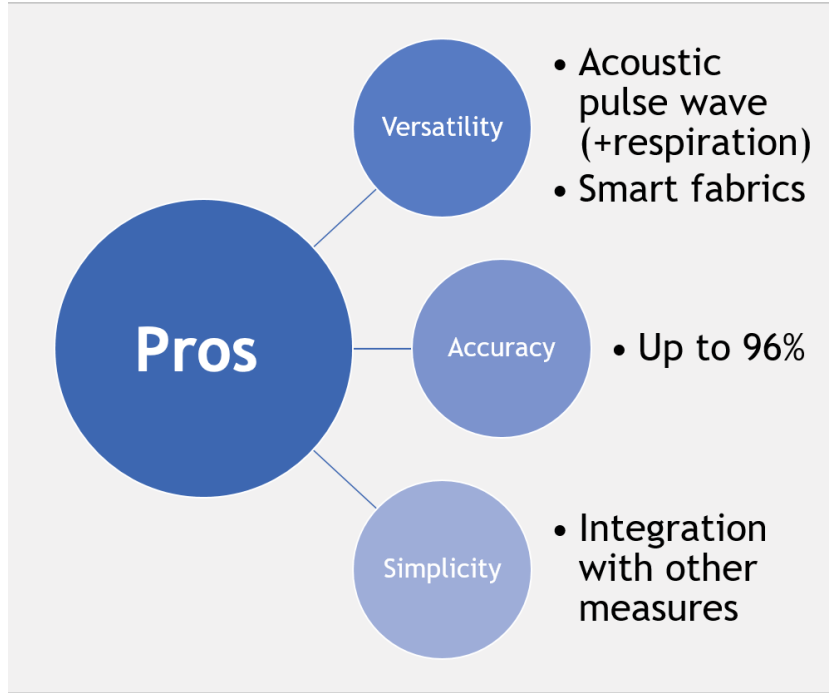 Versatility
• Acoustic
pulse wave
(+respiration)
• Smart fabrics
Pros
Accuracy
• Up to 96%
Simplicity
• Integration
with other
measures